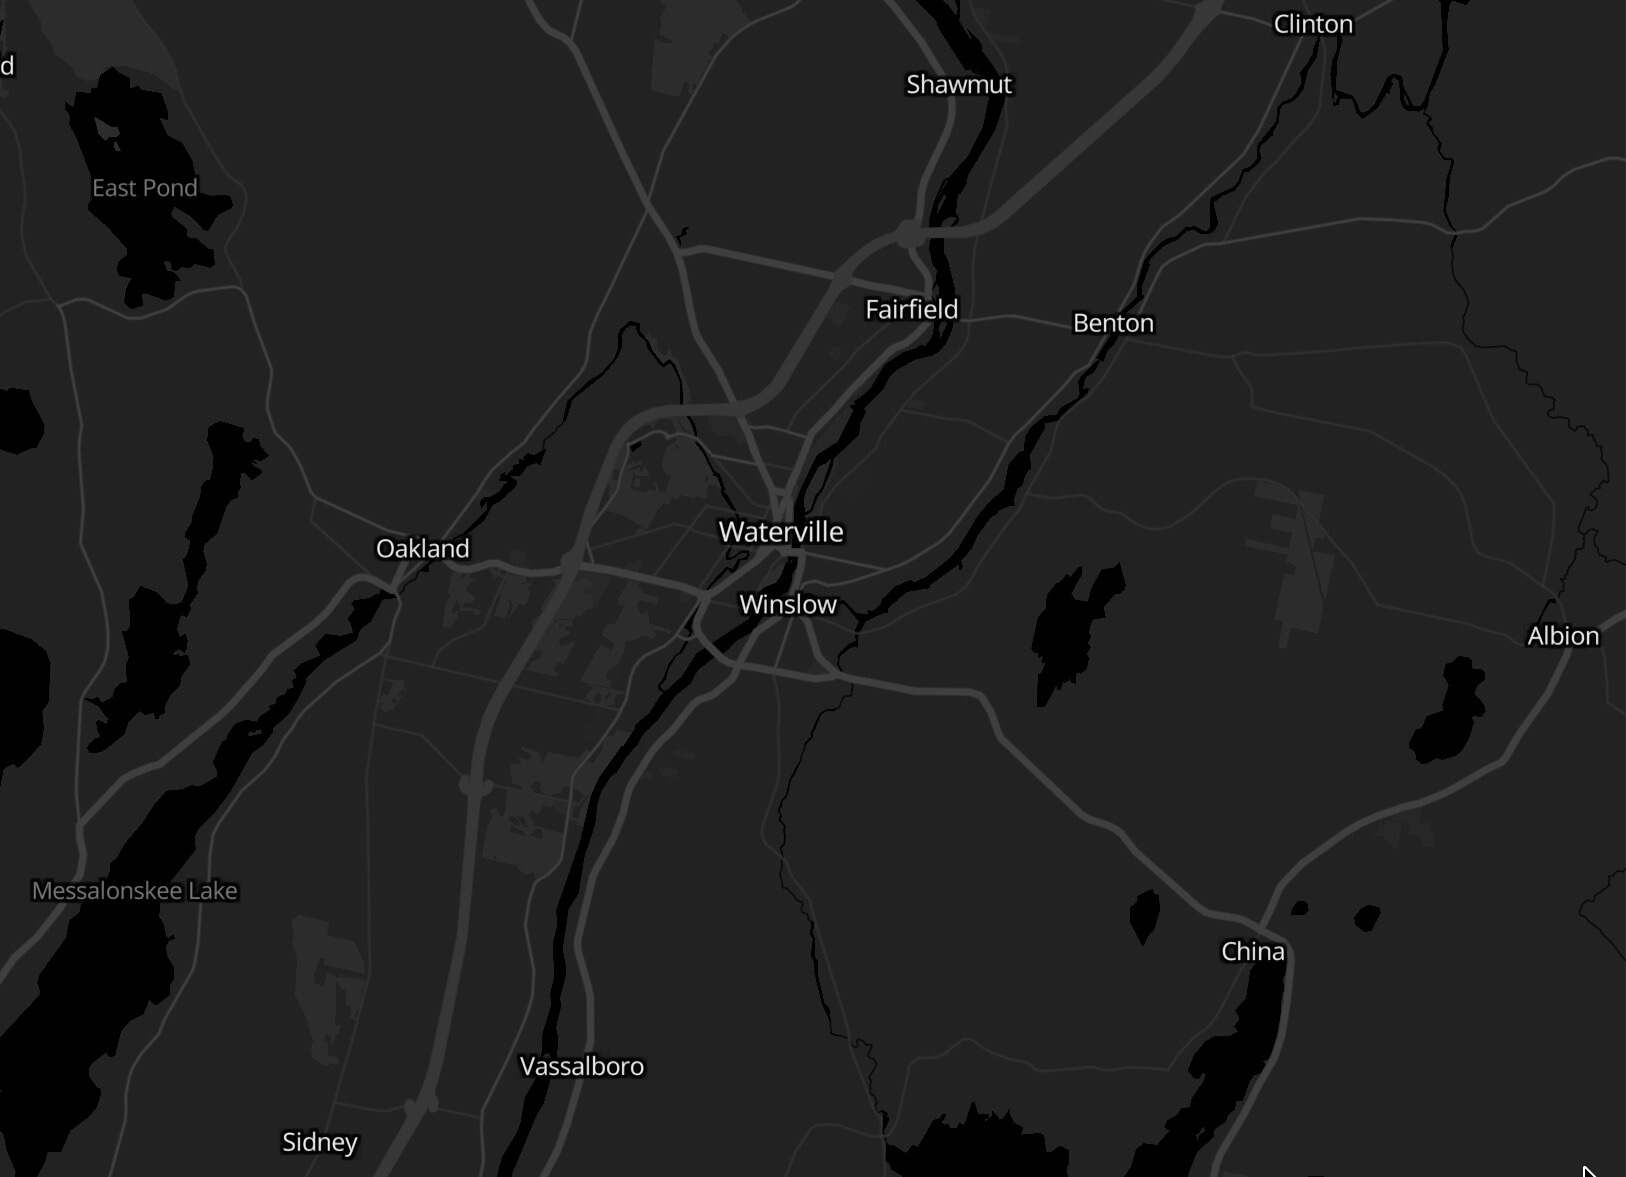 Clinton
d
Shawmut
East Pond
Fairfield
Benton
Waterville
Oakland
Winslow
Albion
Messalonskee Lake
China
Vassalboro
Sidney